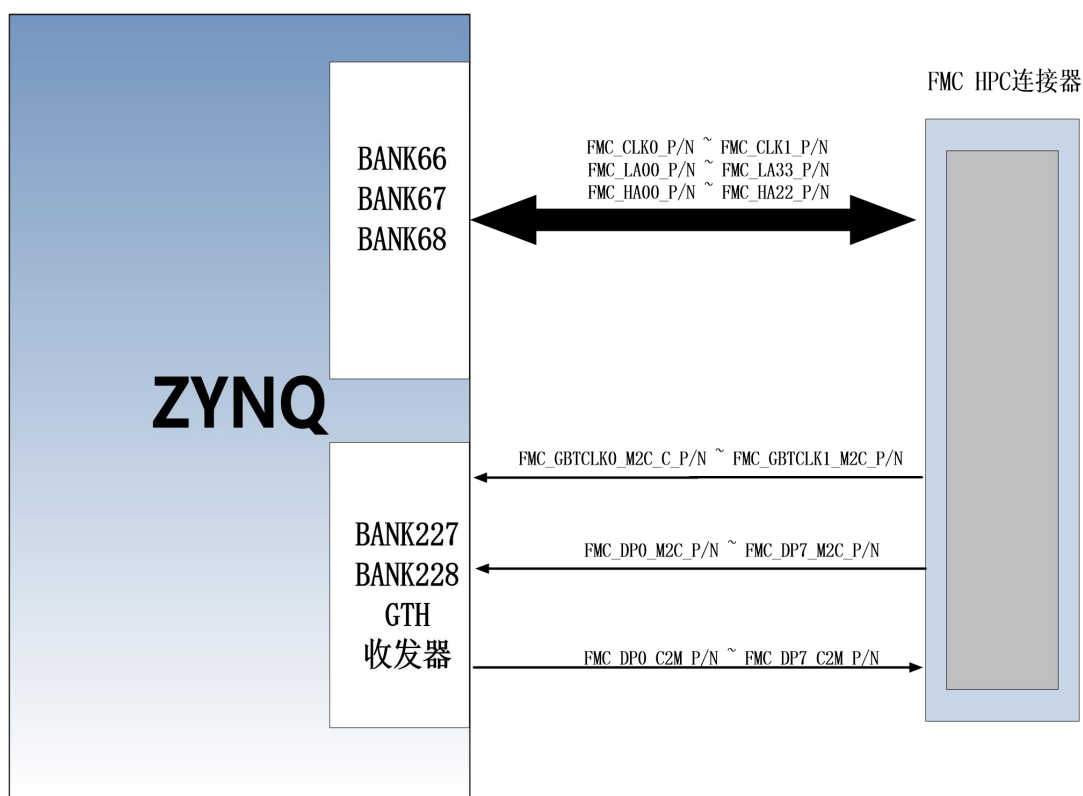 FMC HPC连接器
BANK66
BANK67
BANK68
FMC_CLK0_P/N ~ FMC_CLK1_P/N
FMC_LA00_P/N ~ FMC_LA33_P/N
FMC_HA00_P/N ~ FMC_HA22_P/N
ZYNQ
FMC_GBTCLK0_M2C_C_P/N ~ FMC_GBTCLK1_M2C_P/N
BANK227
BANK228
GTH
收发器
FMC_DP0_M2C_P/N ~ FMC_DP7_M2C_P/N
FMC_DP0_C2M_P/N ~ FMC_DP7_C2M_P/N